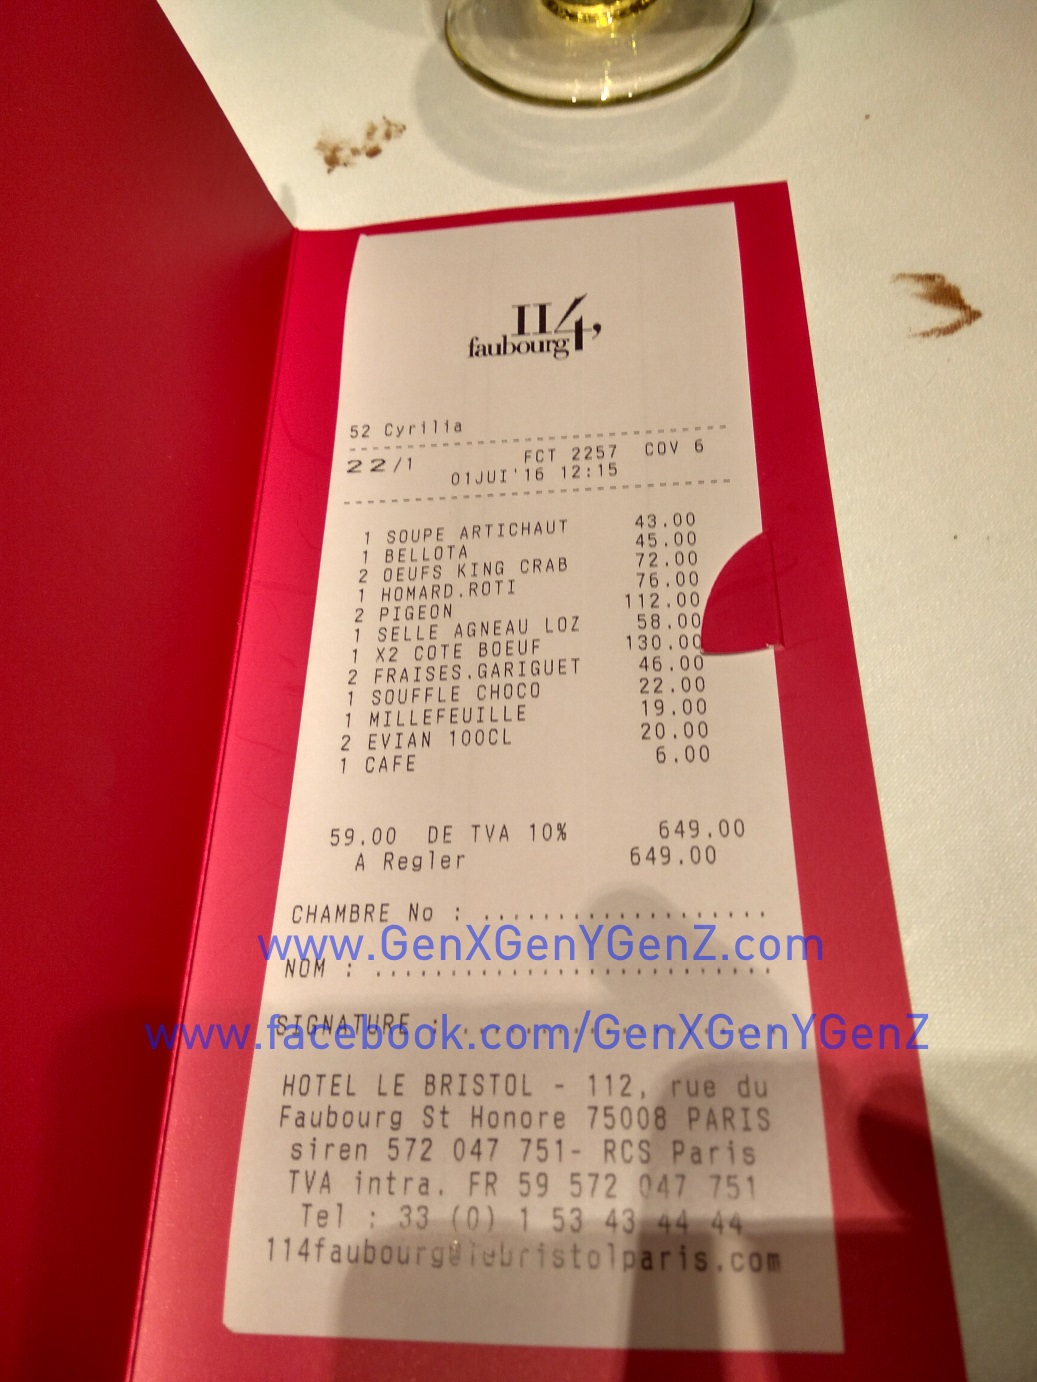 114,
faubourg
52 Cyrilia
22/1 FCT 2257 COV 6
01JUI'16 12:15
1 SOUPE ARTICHAUT 43.00
1 BELLOTA 45.00
2 OEUFS KING CRAB 72.00
1 HOMARD.ROTI 76.00
2 PIGEON 112.00
1 SELLE AGNEAU LOZ 58.00
1 X2 COTE BOEUF 130.00
2 FRAISES.GARIGUET 46.00
1 SOUFFLE CHOCO 22.00
1 MILLEFEUILLE 19.00
2 EVIAN 100CL 20.00
1 CAFE 6.00
59.00 DE TVA 10% 649.00
A Regler 649.00
CHAMBRE No : ...................
www.GenXGenYGenZ.com
NOM : ...........................
SIGNATURE : ......................
www.facebook.com/GenXGenYGenZ
HOTEL LE BRISTOL - 112, rue du
Faubourg St Honore 75008 PARIS
siren 572 047 751- RCS Paris
TVA intra. FR 59 572 047 751
Tel : 33 (0) 1 53 43 44 44
114faubourg@lebristolparis.com